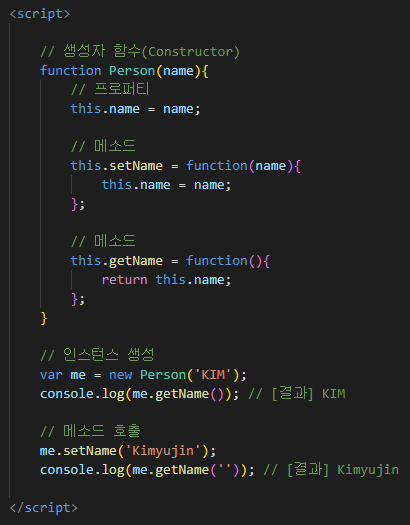 <script>
// 생성자 함수(Constructor)
function Person(name){
// 프로퍼티
this.name = name;
// 메소드
this.setName = function(name){
this.name = name;
};
// 메소드
this.getName = function(){
return this.name;
};
}
// 인스턴스 생성
var me = new Person('KIM');
console.log(me.getName()); // [결과] KIM
// 메소드 호출
me.setName('Kimyujin');
console.log(me.getName('')); // [결과] Kimyujin
</script>